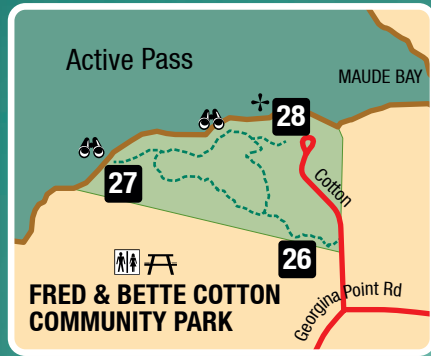 Active Pass
MAUDE BAY
28
27
Cotton
26
FRED & BETTE COTTON
COMMUNITY PARK
Georgina Point Rd